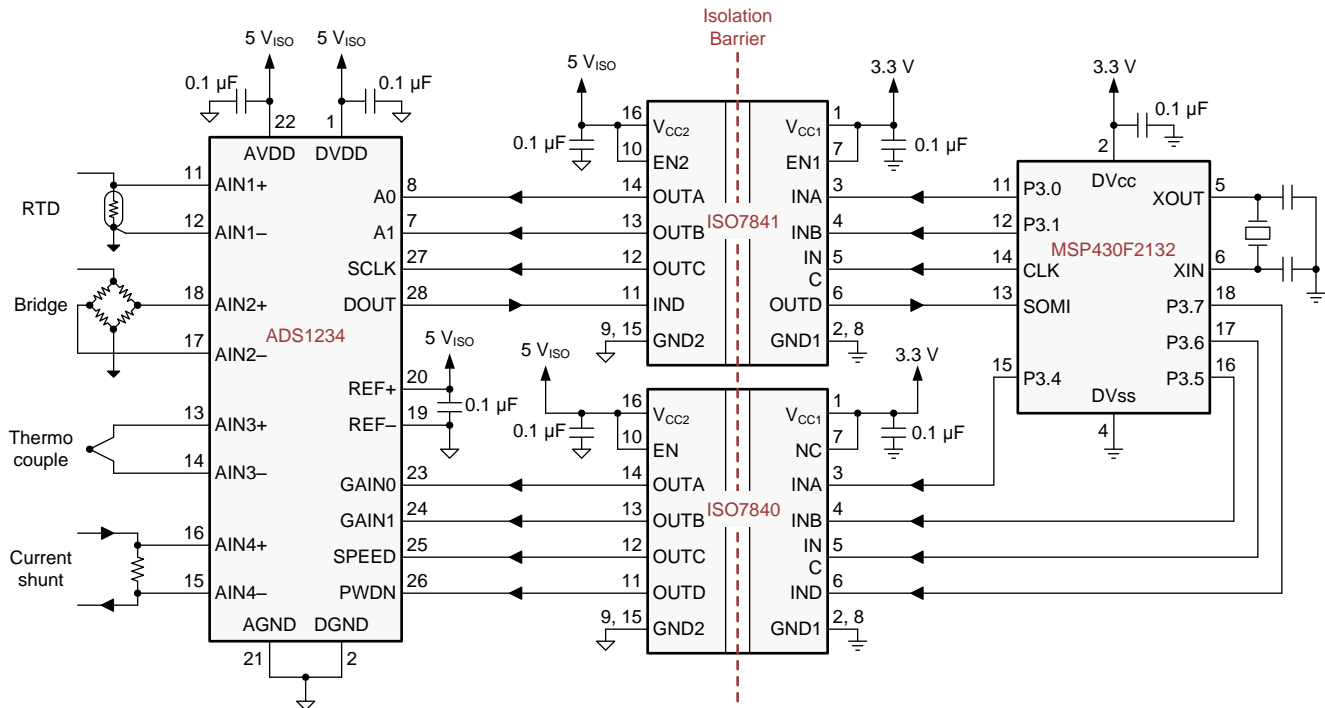 Isolation
Barrier
5 VISO
5 VISO
0.1 µF
0.1 µF
22
1
AVDD
DVDD
11
AIN1+
RTD
12
AIN1–
18
AIN2+
Bridge
17
AIN2–
13
AIN3+
Thermo
couple
14
AIN3–
16
AIN4+
Current
shunt
15
AIN4–
ADS1234
A0
8
A1
7
SCLK
27
DOUT
28
REF+
20
REF–
19
5 VISO
0.1 µF
GAIN0
23
GAIN1
24
SPEED
25
PWDN
26
AGND
DGND
21
2
5 VISO
0.1 µF
16
VCC2
10
EN2
14
OUTA
13
OUTB
12
OUTC
11
IND
9, 15
GND2
ISO7841
3.3 V
0.1 µF
VCC1
1
EN1
7
INA
3
INB
4
IN
C
5
OUTD
6
GND1
2, 8
5 VISO
0.1 µF
16
VCC2
10
EN
14
OUTA
13
OUTB
12
OUTC
11
OUTD
9, 15
GND2
ISO7840
3.3 V
0.1 µF
VCC1
1
NC
7
INA
3
INB
4
IN
C
5
IND
6
GND1
2, 8
3.3 V
0.1 µF
2
DVcc
11
P3.0
12
P3.1
14
CLK
13
SOMI
15
P3.4
MSP430F2132
XOUT
5
XIN
6
P3.7
18
P3.6
17
P3.5
16
DVss
4